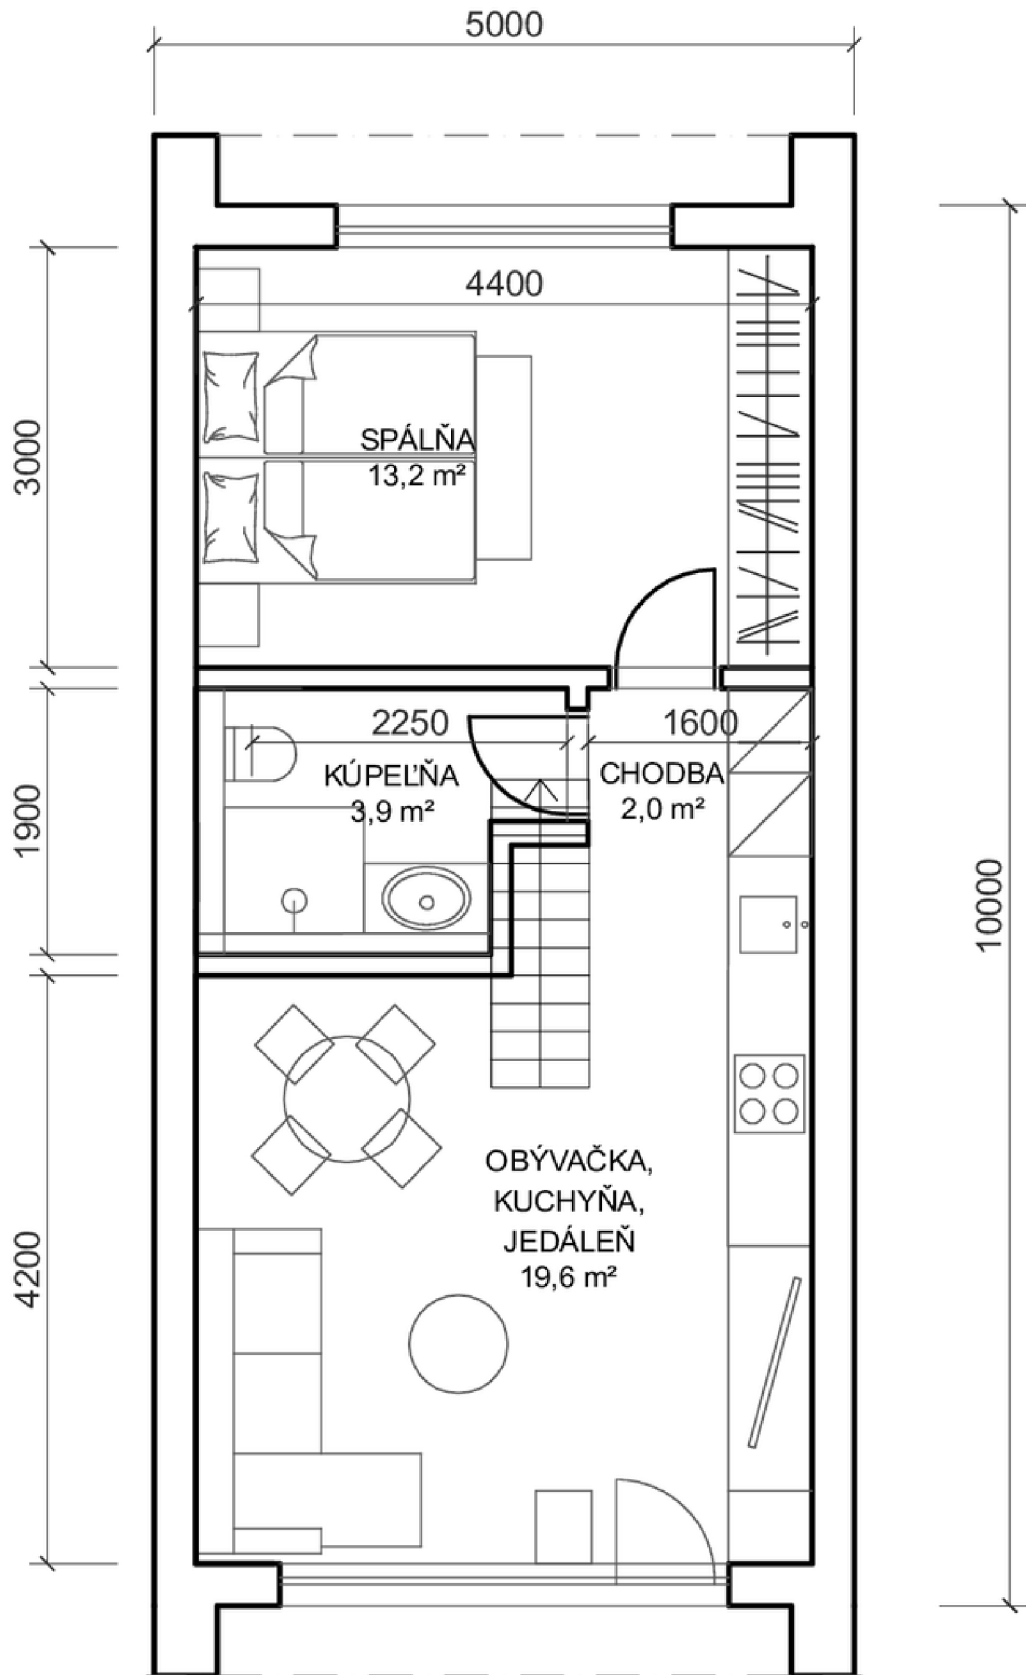 5000
4400
3000
SPÁLŇA
13,2 m²
2250
1600
KÚPEĽŇA
3,9 m²
CHODBA
2,0 m²
1900
10000
OBÝVAČKA,
KUCHYŇA,
JEDÁLEŇ
19,6 m²
4200